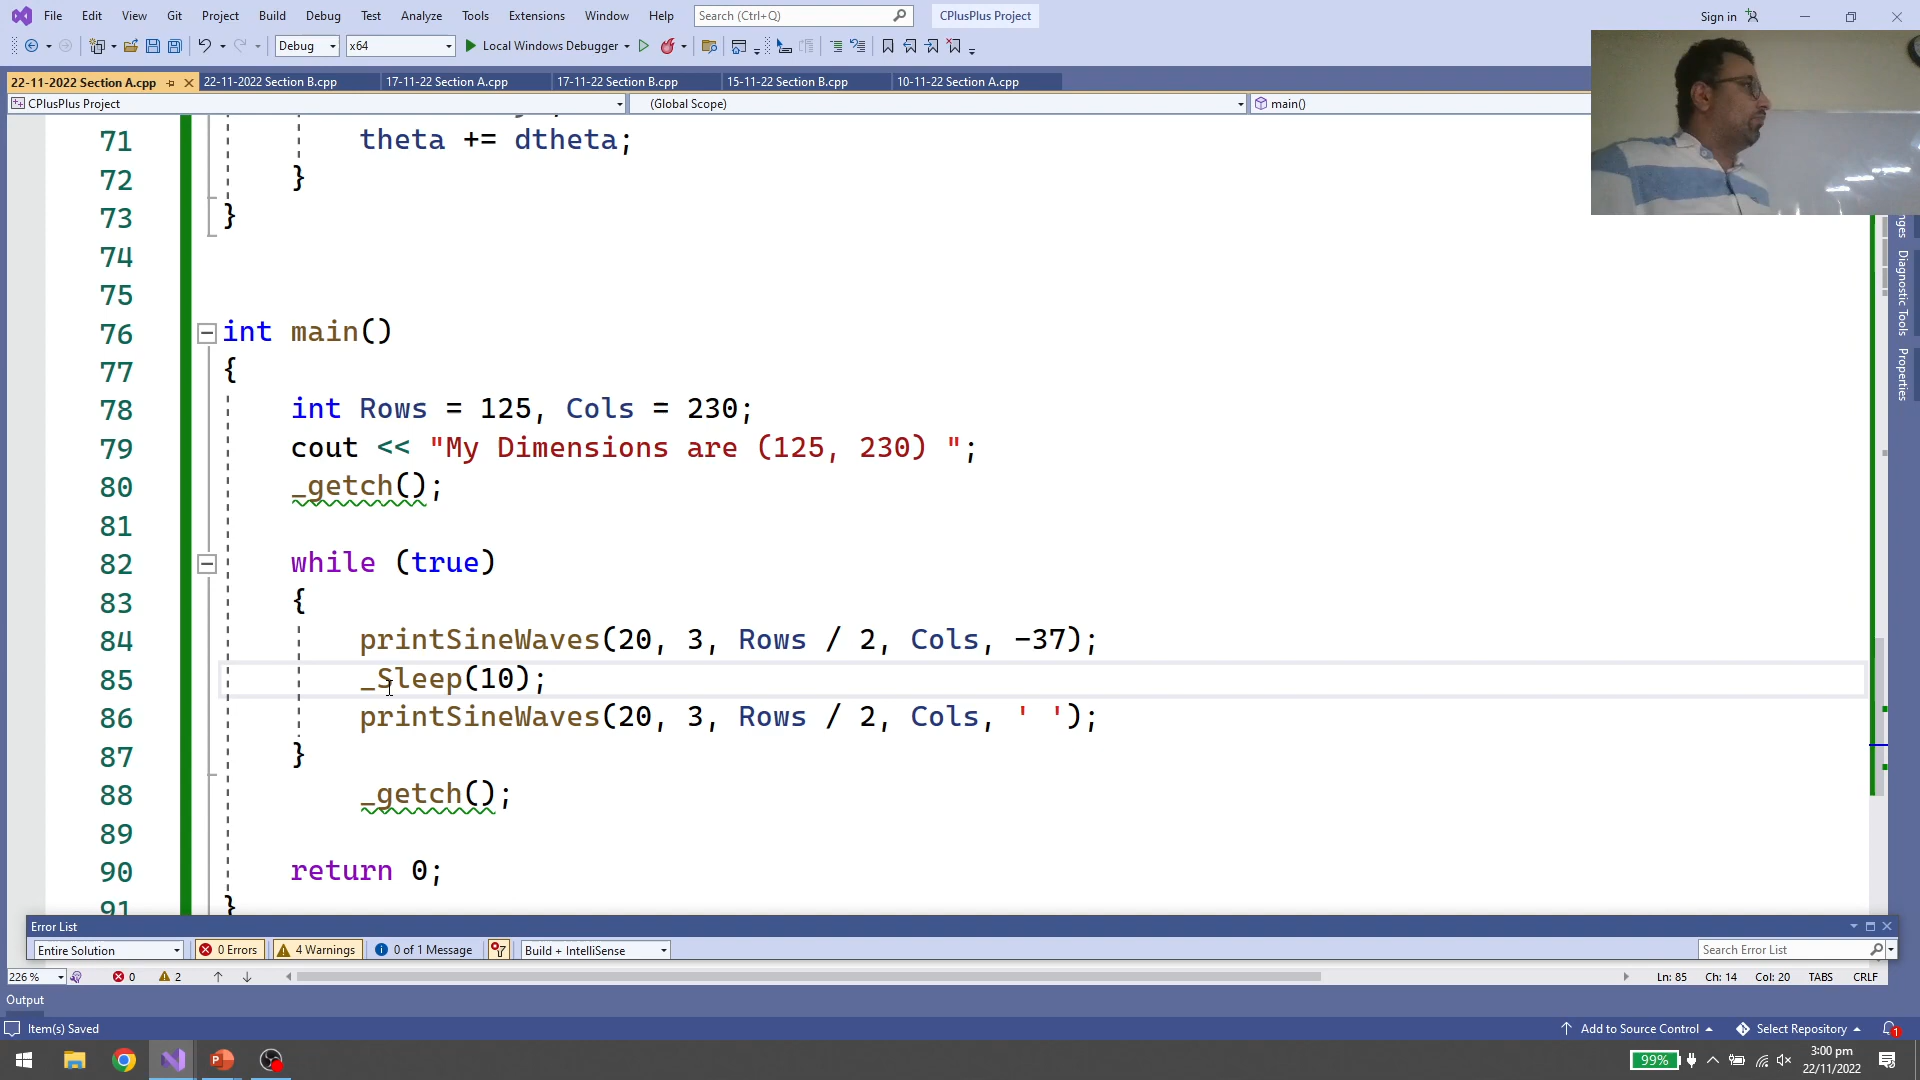 File Edit View Git Project Build Debug Test Analyze Tools Extensions Window Help Search (Ctrl+Q) CPlusPlus Project Sign in
Debug x64 Local Windows Debugger
22-11-2022 Section A.cpp 22-11-2022 Section B.cpp 17-11-22 Section A.cpp 17-11-22 Section B.cpp 15-11-22 Section B.cpp 10-11-22 Section A.cpp
CPlusPlus Project (Global Scope) main()
71 theta += dtheta;
72 }
73 }
74
75
76 int main()
77 {
78 int Rows = 125, Cols = 230;
79 cout << "My Dimensions are (125, 230) ";
80 _getch();
81
82 while (true)
83 {
84 printSineWaves(20, 3, Rows / 2, Cols, -37);
85 _Sleep(10);
86 printSineWaves(20, 3, Rows / 2, Cols, ' ');
87 }
88 _getch();
89
90 return 0;
91 }
Diagnostic Tools
Properties
Error List
Entire Solution 0 Errors 4 Warnings 0 of 1 Message Build + IntelliSense Search Error List
226 % 0 2 Ln: 85 Ch: 14 Col: 20 TABS CRLF
Output
Item(s) Saved Add to Source Control Select Repository 1
99% 3:00 pm
22/11/2022